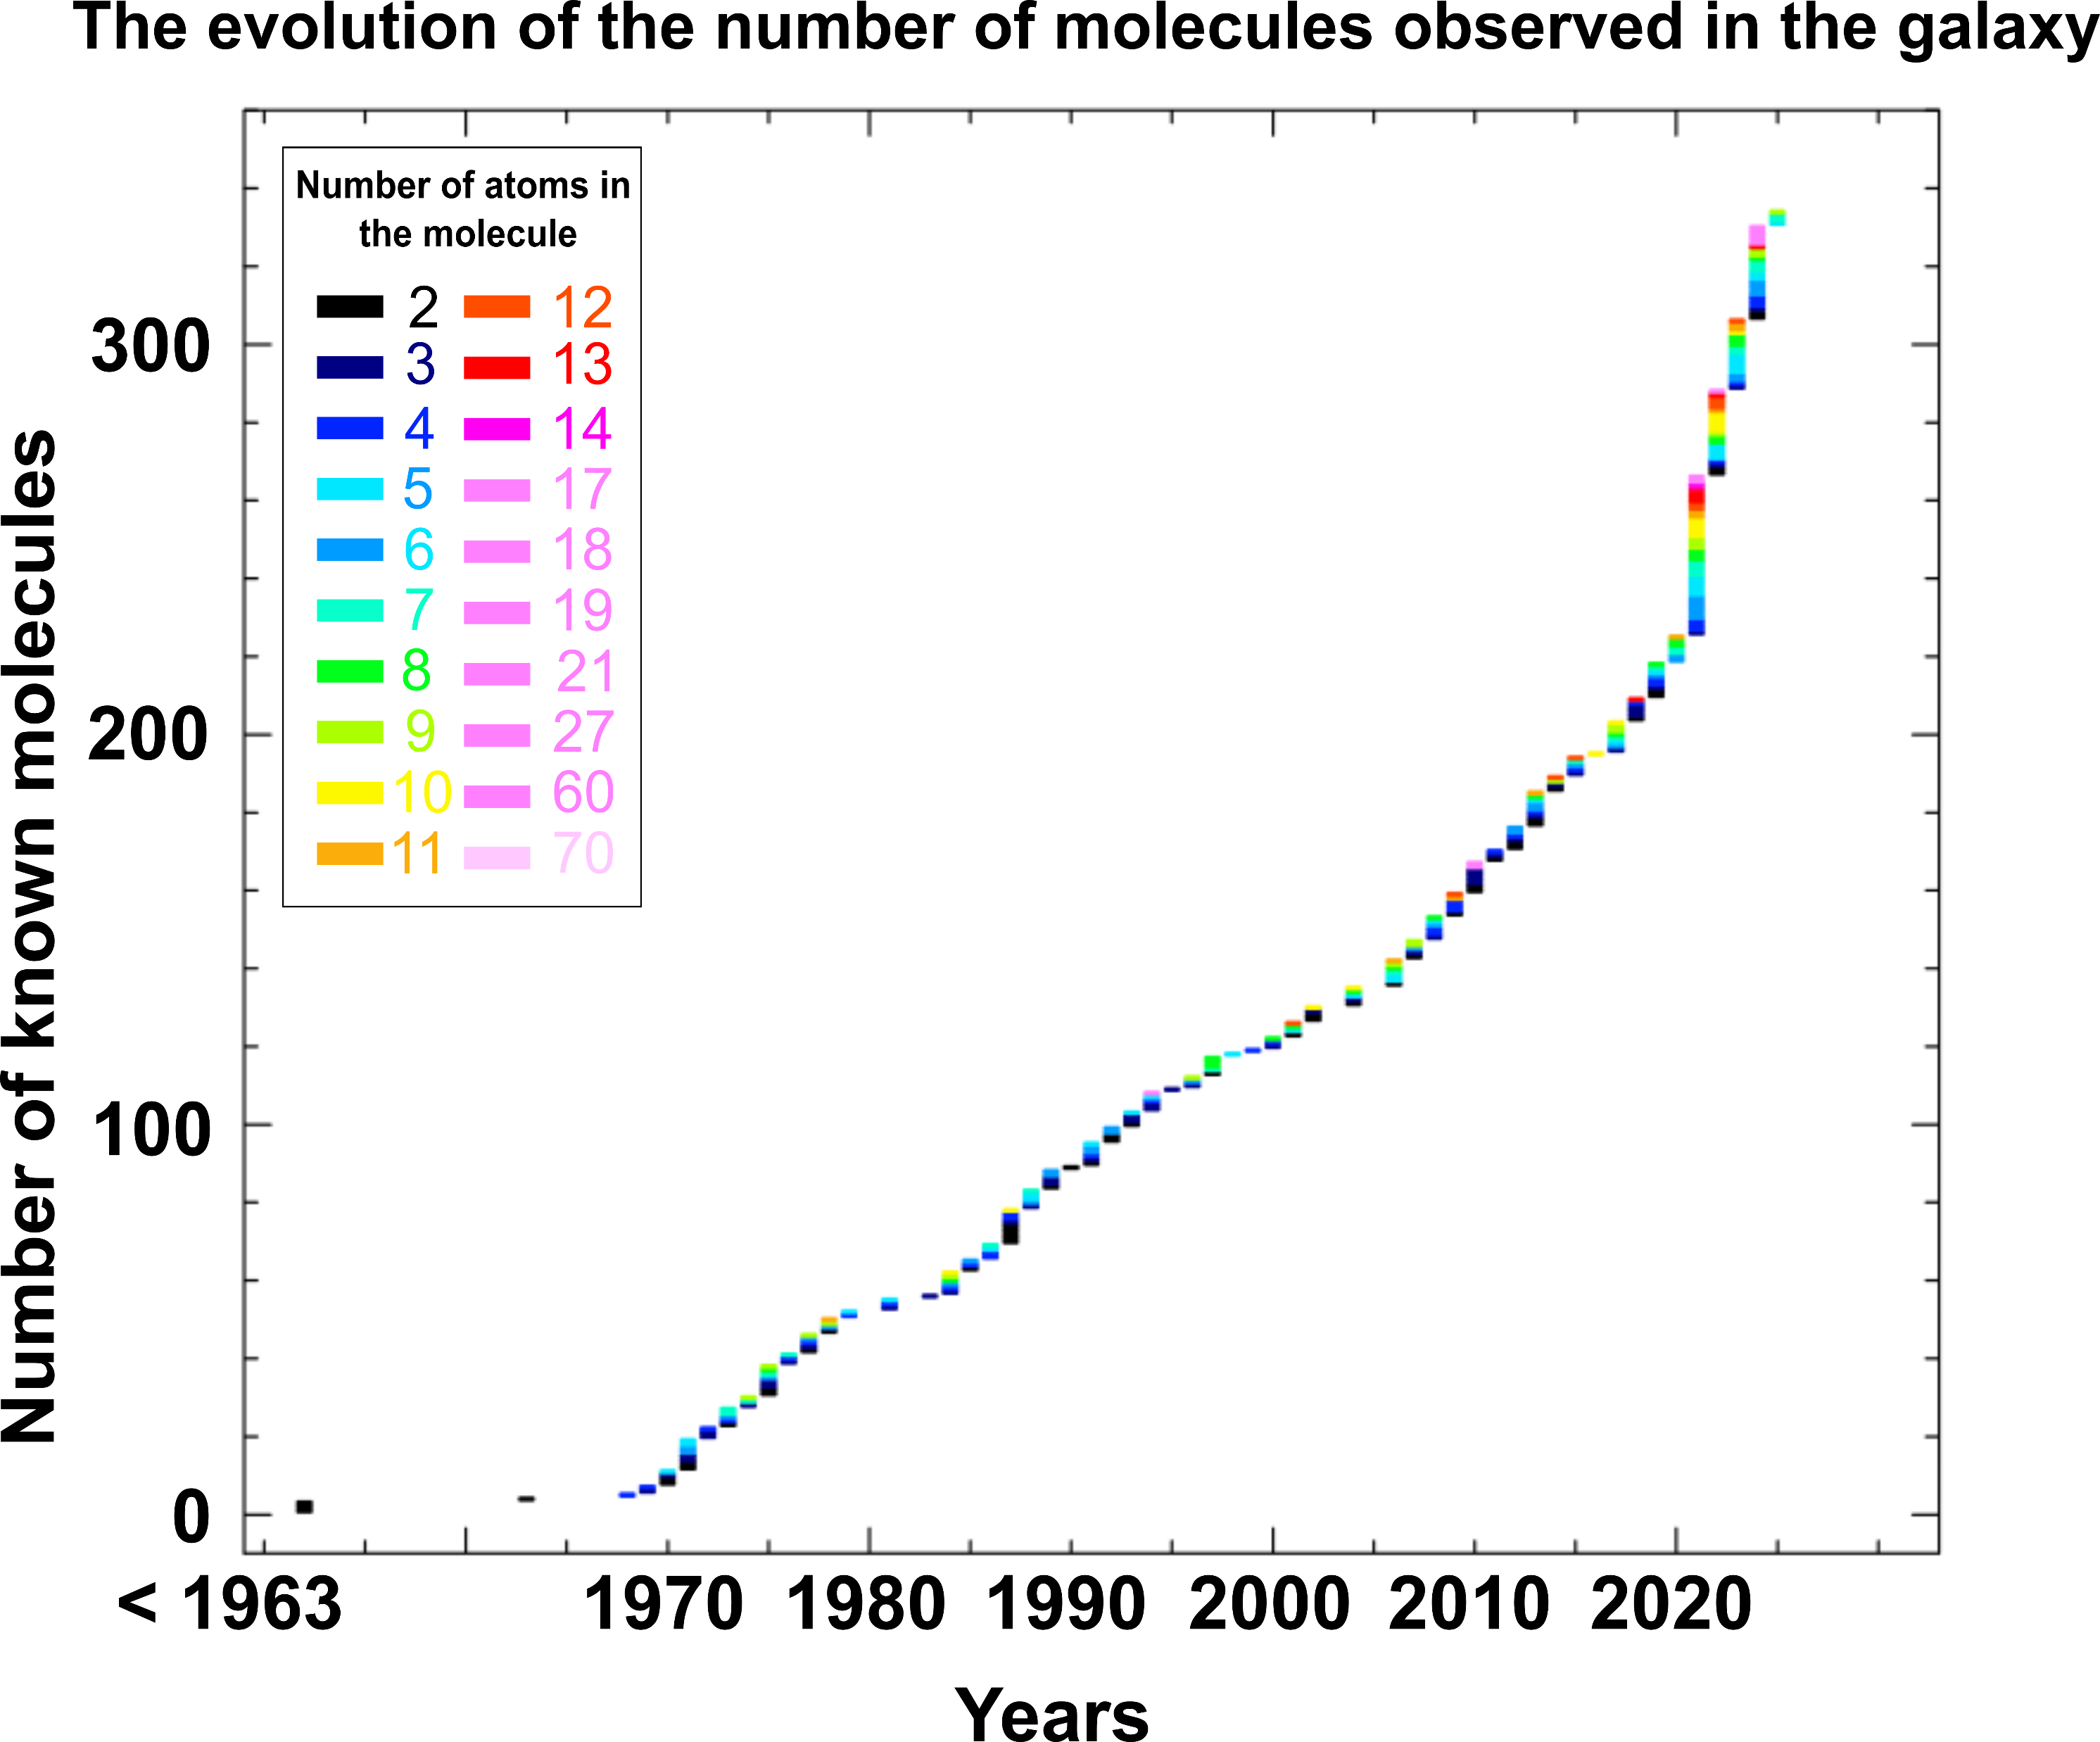 The evolution of the number of molecules observed in the galaxy
Number of atoms in
the molecule
2 12
3 13
4 14
5 17
6 18
7 19
8 21
9 27
10 60
11 70
Number of known molecules
300
200
100
0
< 1963 1970 1980 1990 2000 2010 2020
Years